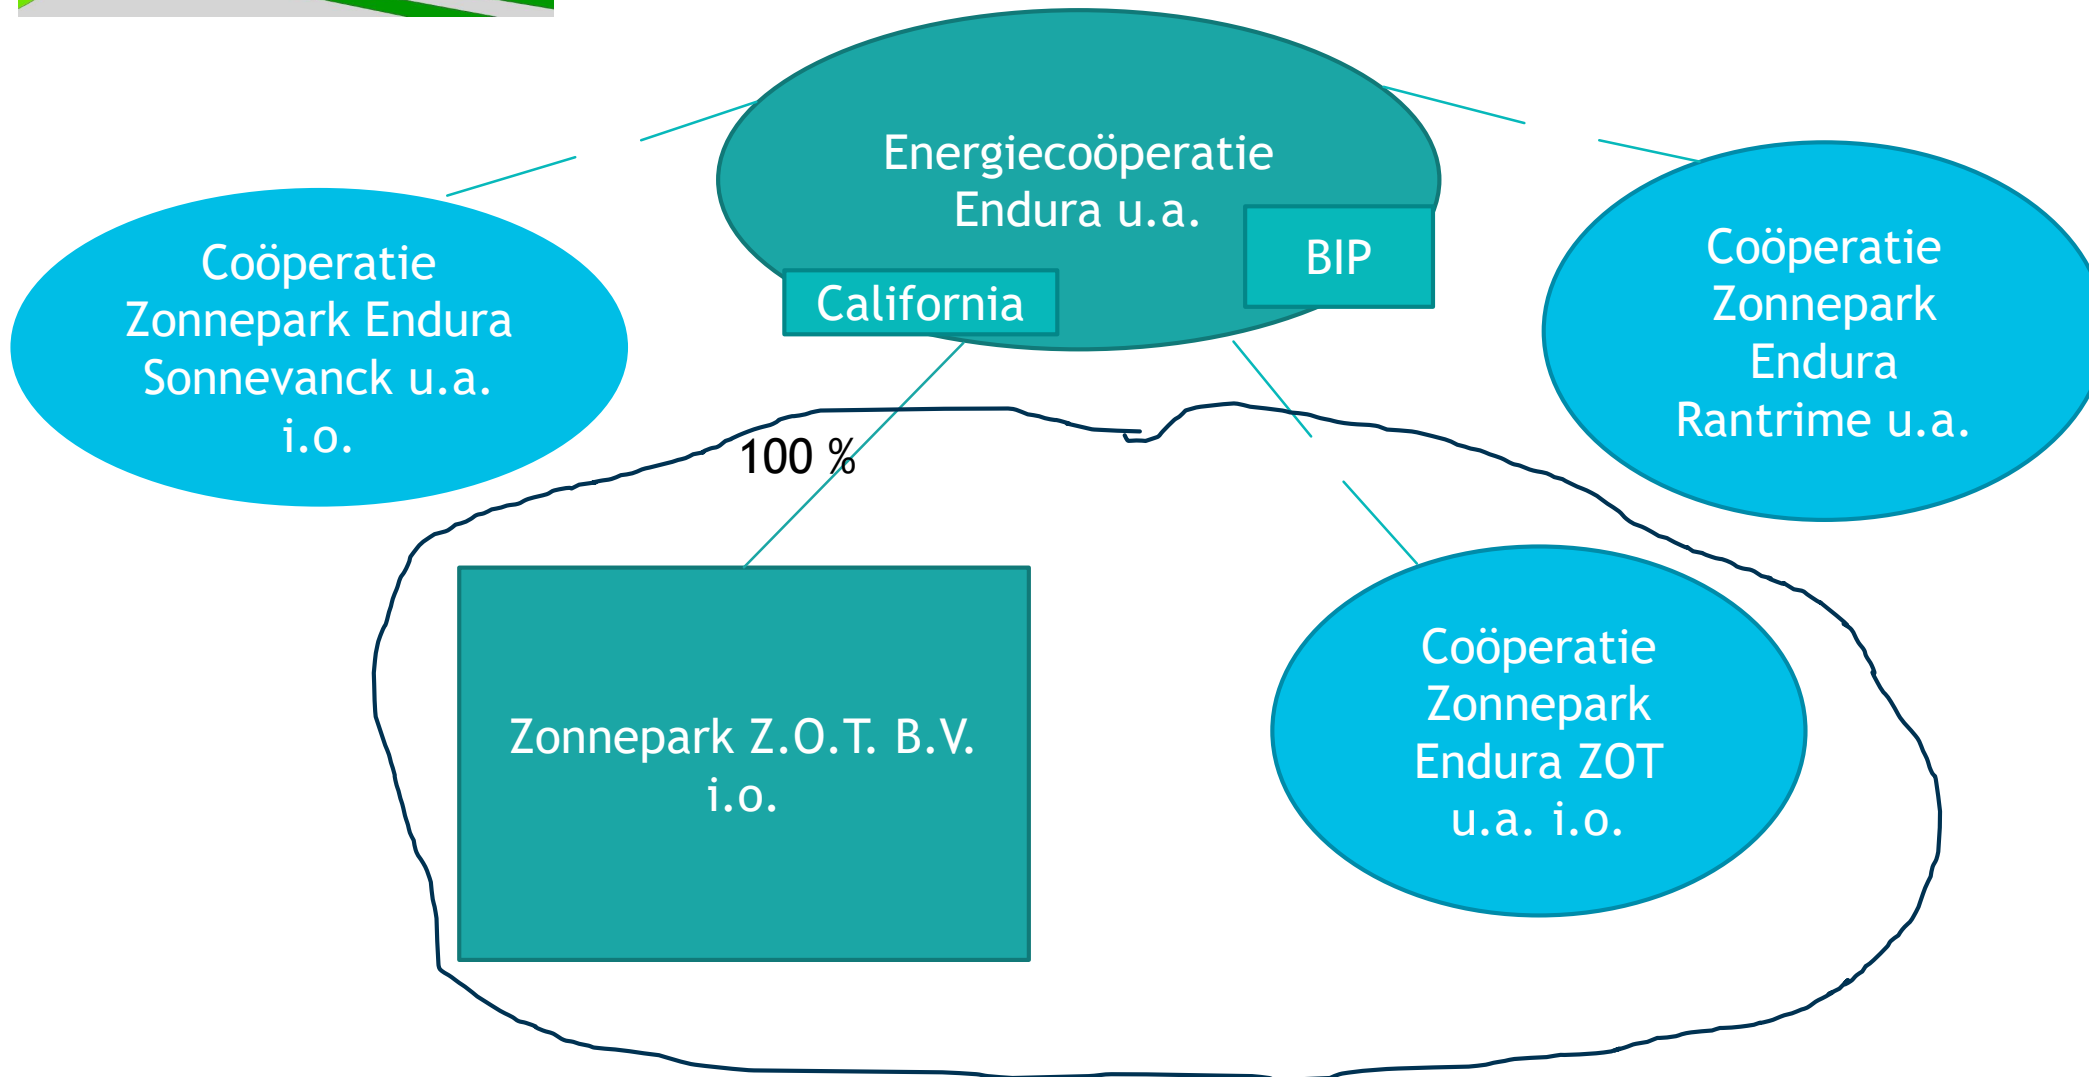 Energiecoöperatie
Endura u.a.
BIP
California
Coöperatie
Zonnepark Endura
Sonnevanck u.a.
i.o.
Coöperatie
Zonnepark
Endura
Rantrime u.a.
100 %
Zonnepark Z.O.T. B.V.
i.o.
Coöperatie
Zonnepark
Endura ZOT
u.a. i.o.